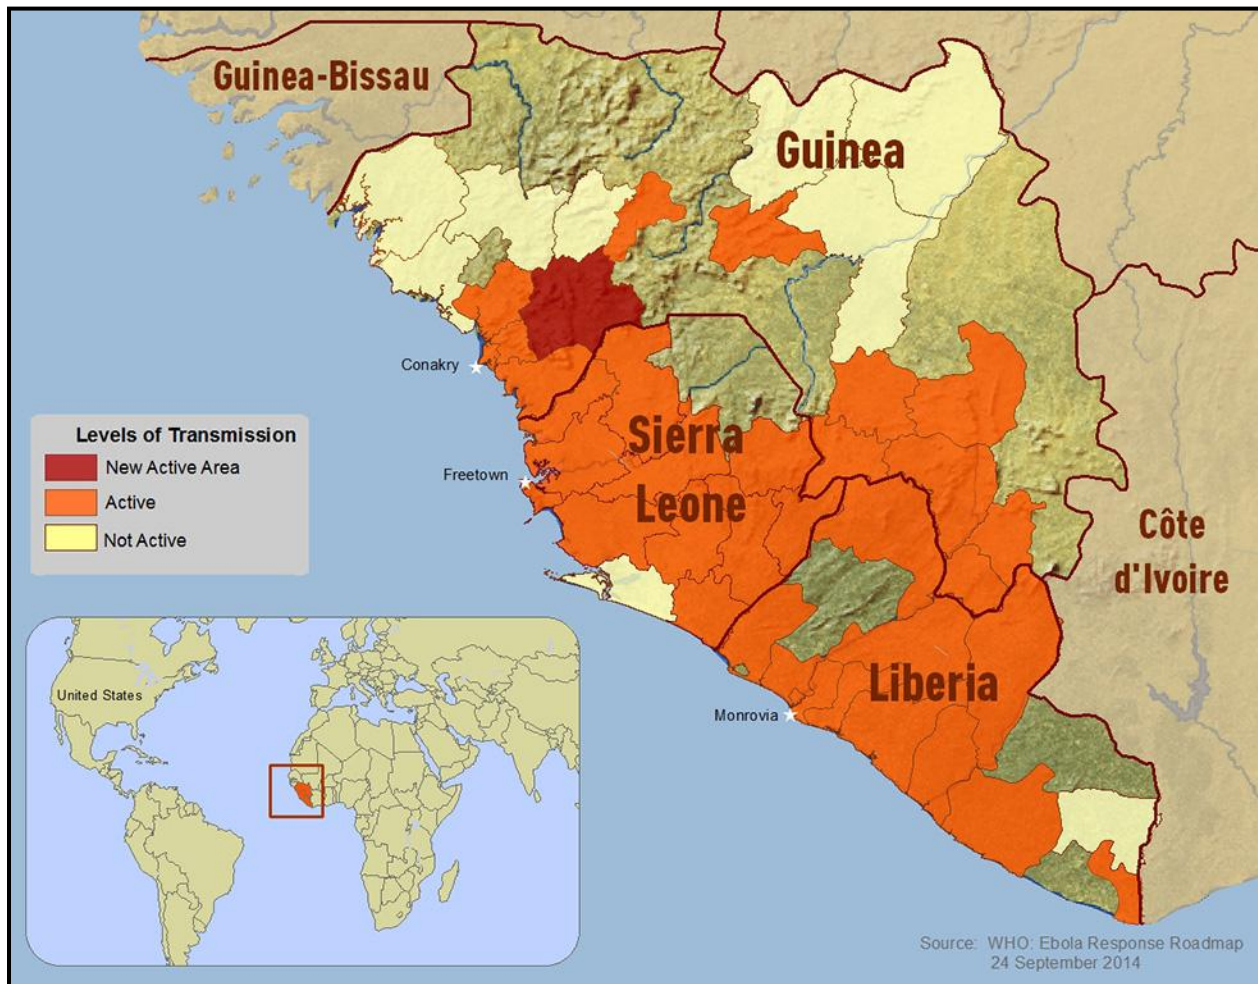 Guinea-Bissau
Guinea
Conakry
Levels of Transmission
New Active Area
Active
Not Active
Freetown
Sierra
Leone
Côte
d'Ivoire
Liberia
Monrovia
United States
Source: WHO: Ebola Response Roadmap
24 September 2014